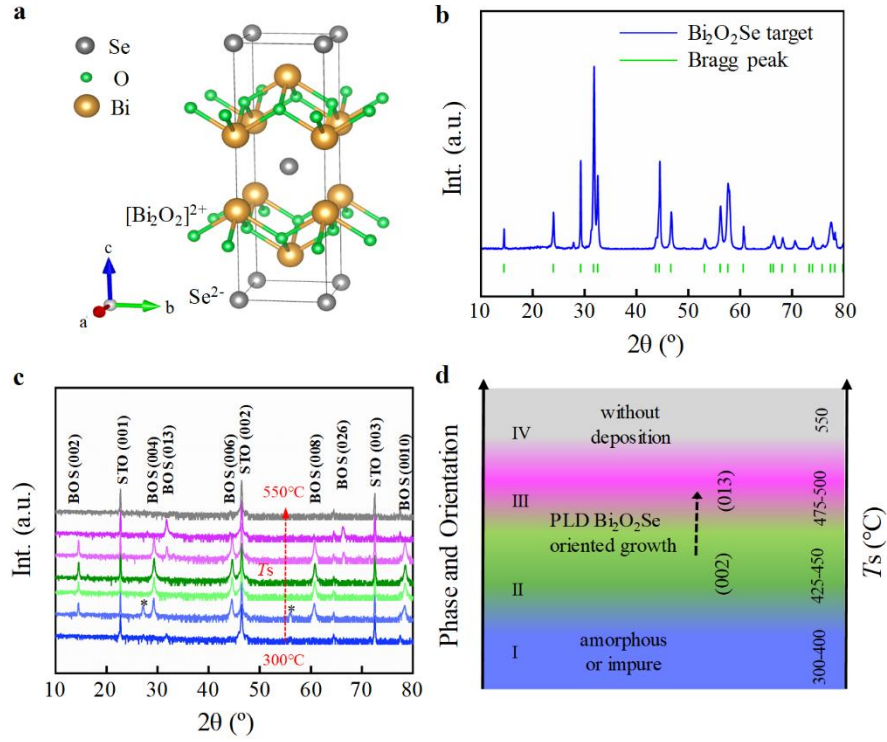 a
Se
O
Bi
[Bi₂O₂]²⁺
Se²⁻
c
b
a
b
Bi₂O₂Se target
Bragg peak
Int. (a.u.)
10 20 30 40 50 60 70 80
2θ (º)
c
BOS (002)
STO (001)
BOS (004)
BOS (013)
BOS (006)
STO (002)
BOS (008)
BOS (026)
STO (003)
BOS (0010)
Int. (a.u.)
550°C
Ts
* *
300°C
10 20 30 40 50 60 70 80
2θ (º)
d
Phase and Orientation
IV
without
deposition
550
III
PLD Bi₂O₂Se
oriented growth
(013)
475-500
II
(002)
425-450
I
amorphous
or impure
300-400
Ts (°C)